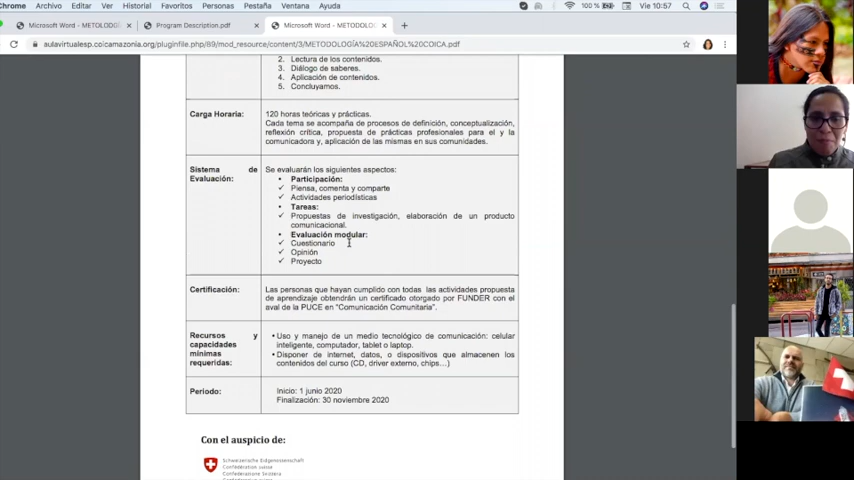 Chrome Archivo Editar Ver Historial Favoritos Personas Pestaña Ventana Ayuda 100 % Vie 10:57
Microsoft Word - METOLOGÍ
Program Description.pdf
Microsoft Word - METODOLO
aulavirtualesp.coicamazonia.org/pluginfile.php/89/mod_resource/content/3/METODOLOGÍA%20ESPAÑOL%20COICA.pdf
2. Lectura de los contenidos.
3. Diálogo de saberes.
4. Aplicación de contenidos.
5. Concluyamos.
Carga Horaria:
120 horas teóricas y prácticas.
Cada tema se acompaña de procesos de definición, conceptualización,
reflexión crítica, propuesta de prácticas profesionales para el y la
comunicadora y, aplicación de las mismas en sus comunidades.
Sistema de
Evaluación:
Se evaluarán los siguientes aspectos:
• Participación:
✓ Piensa, comenta y comparte
✓ Actividades periodísticas
• Tareas:
✓ Propuestas de investigación, elaboración de un producto
comunicacional.
• Evaluación modular:
✓ Cuestionario
✓ Opinión
✓ Proyecto
Certificación:
Las personas que hayan cumplido con todas las actividades propuesta
de aprendizaje obtendrán un certificado otorgado por FUNDER con el
aval de la PUCE en "Comunicación Comunitaria".
Recursos y
capacidades
mínimas
requeridas:
• Uso y manejo de un medio tecnológico de comunicación: celular
inteligente, computador, tablet o laptop.
• Disponer de internet, datos, o dispositivos que almacenen los
contenidos del curso (CD, driver externo, chips…)
Período:
Inicio: 1 junio 2020
Finalización: 30 noviembre 2020
Con el auspicio de:
Schweizerische Eidgenossenschaft
Confédération suisse
Confederazione Svizzera